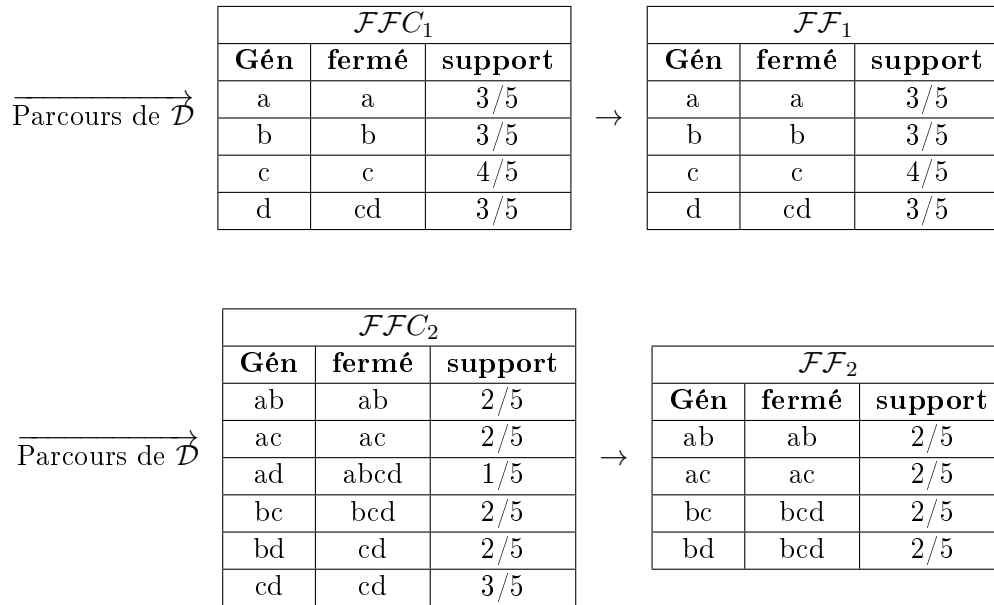 Parcours de 𝒟
ℱℱC₁
Gén fermé support
a a 3/5
b b 3/5
c c 4/5
d cd 3/5
→
ℱℱ₁
Gén fermé support
a a 3/5
b b 3/5
c c 4/5
d cd 3/5
Parcours de 𝒟
ℱℱC₂
Gén fermé support
ab ab 2/5
ac ac 2/5
ad abcd 1/5
bc bcd 2/5
bd cd 2/5
cd cd 3/5
→
ℱℱ₂
Gén fermé support
ab ab 2/5
ac ac 2/5
bc bcd 2/5
bd bcd 2/5